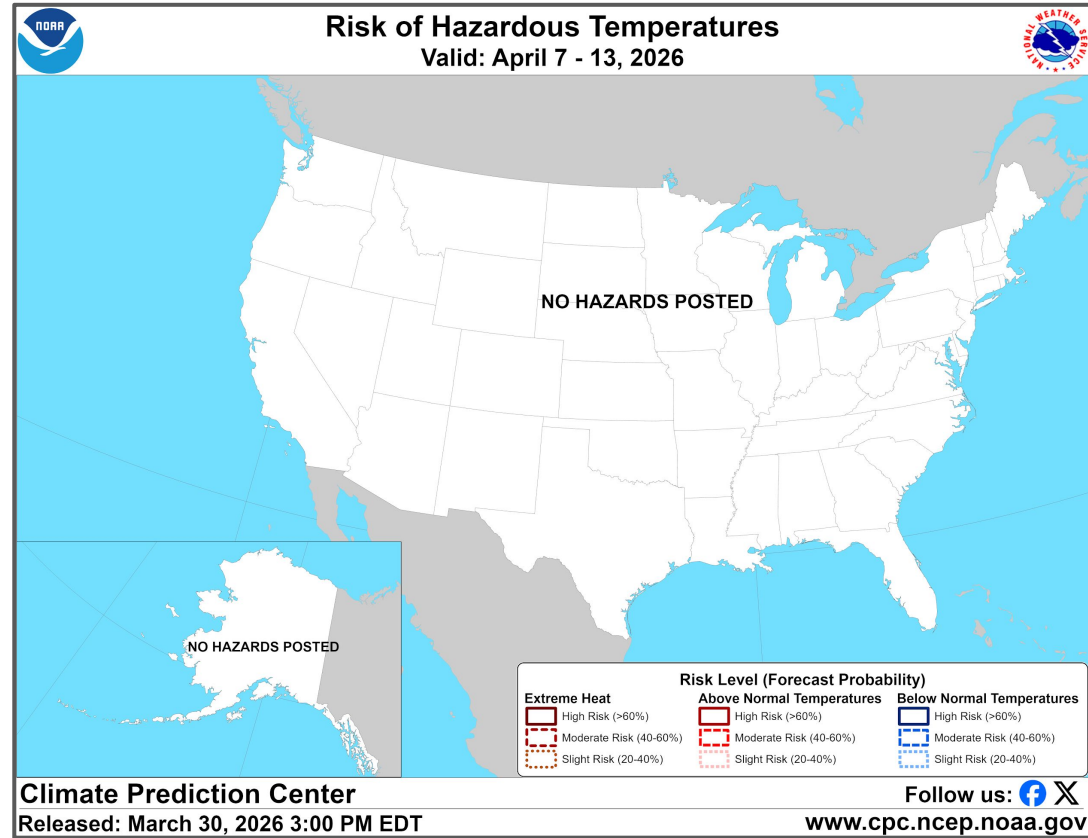 NOAA
Risk of Hazardous Temperatures
Valid: April 7 - 13, 2026
NATIONAL WEATHER SERVICE
NO HAZARDS POSTED
NO HAZARDS POSTED
Risk Level (Forecast Probability)
Extreme Heat
High Risk (>60%)
Moderate Risk (40-60%)
Slight Risk (20-40%)
Above Normal Temperatures
High Risk (>60%)
Moderate Risk (40-60%)
Slight Risk (20-40%)
Below Normal Temperatures
High Risk (>60%)
Moderate Risk (40-60%)
Slight Risk (20-40%)
Climate Prediction Center
Follow us:
Released: March 30, 2026 3:00 PM EDT
www.cpc.ncep.noaa.gov